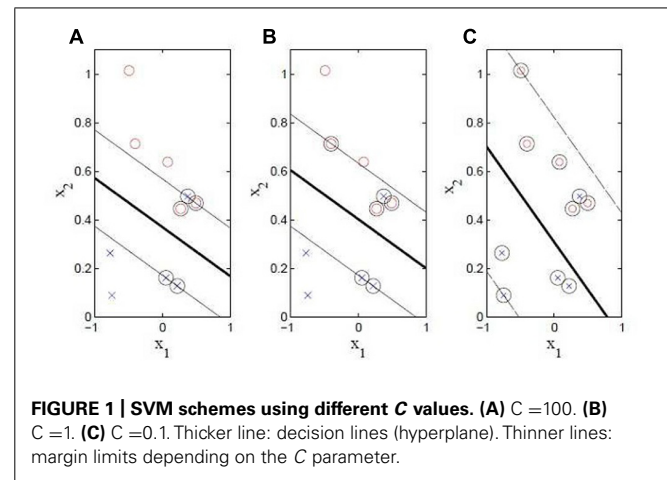 A
B
C
1
0.8
0.6
x2
0.4
0.2
0
−1
0
1
x1
1
0.8
0.6
x2
0.4
0.2
0
−1
0
1
x1
1
0.8
0.6
x2
0.4
0.2
0
−1
0
1
x1
FIGURE 1 | SVM schemes using different C values. (A) C =100. (B)
C =1. (C) C =0.1. Thicker line: decision lines (hyperplane). Thinner lines:
margin limits depending on the C parameter.